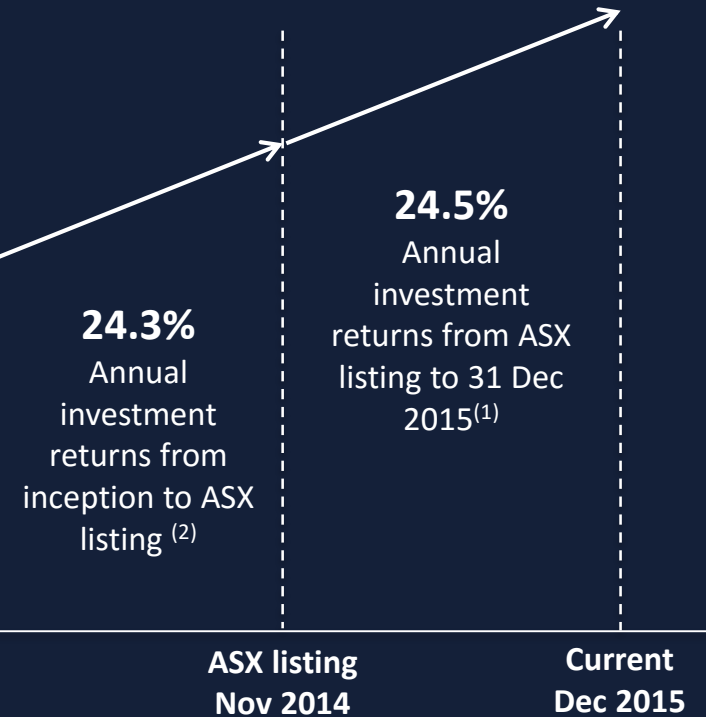 24.3%
Annual
investment
returns from
inception to ASX
listing (2)
24.5%
Annual
investment
returns from ASX
listing to 31 Dec
2015(1)
ASX listing
Nov 2014
Current
Dec 2015